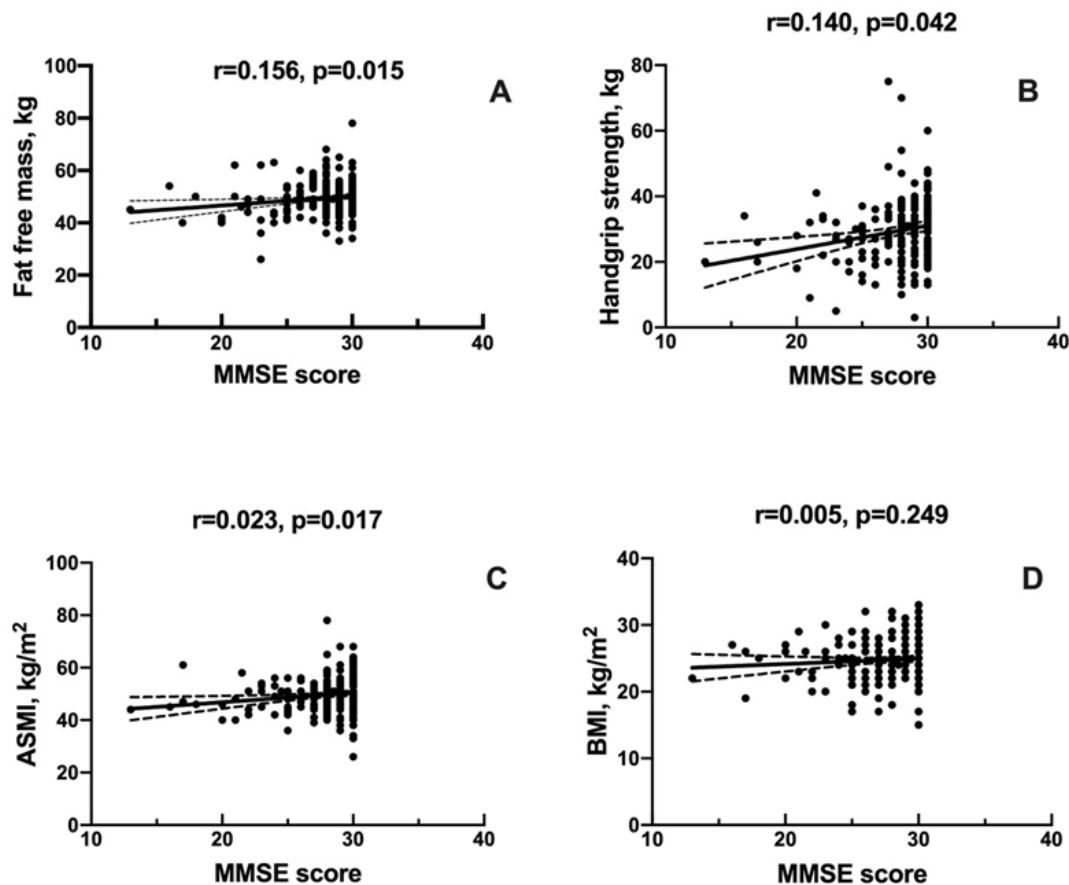 r=0.156, p=0.015
A
Fat free mass, kg
100
80
60
40
20
0
10
20
30
40
MMSE score
r=0.140, p=0.042
B
Handgrip strength, kg
80
60
40
20
0
10
20
30
40
MMSE score
r=0.023, p=0.017
C
ASMI, kg/m²
100
80
60
40
20
0
10
20
30
40
MMSE score
r=0.005, p=0.249
D
BMI, kg/m²
40
30
20
10
0
10
20
30
40
MMSE score